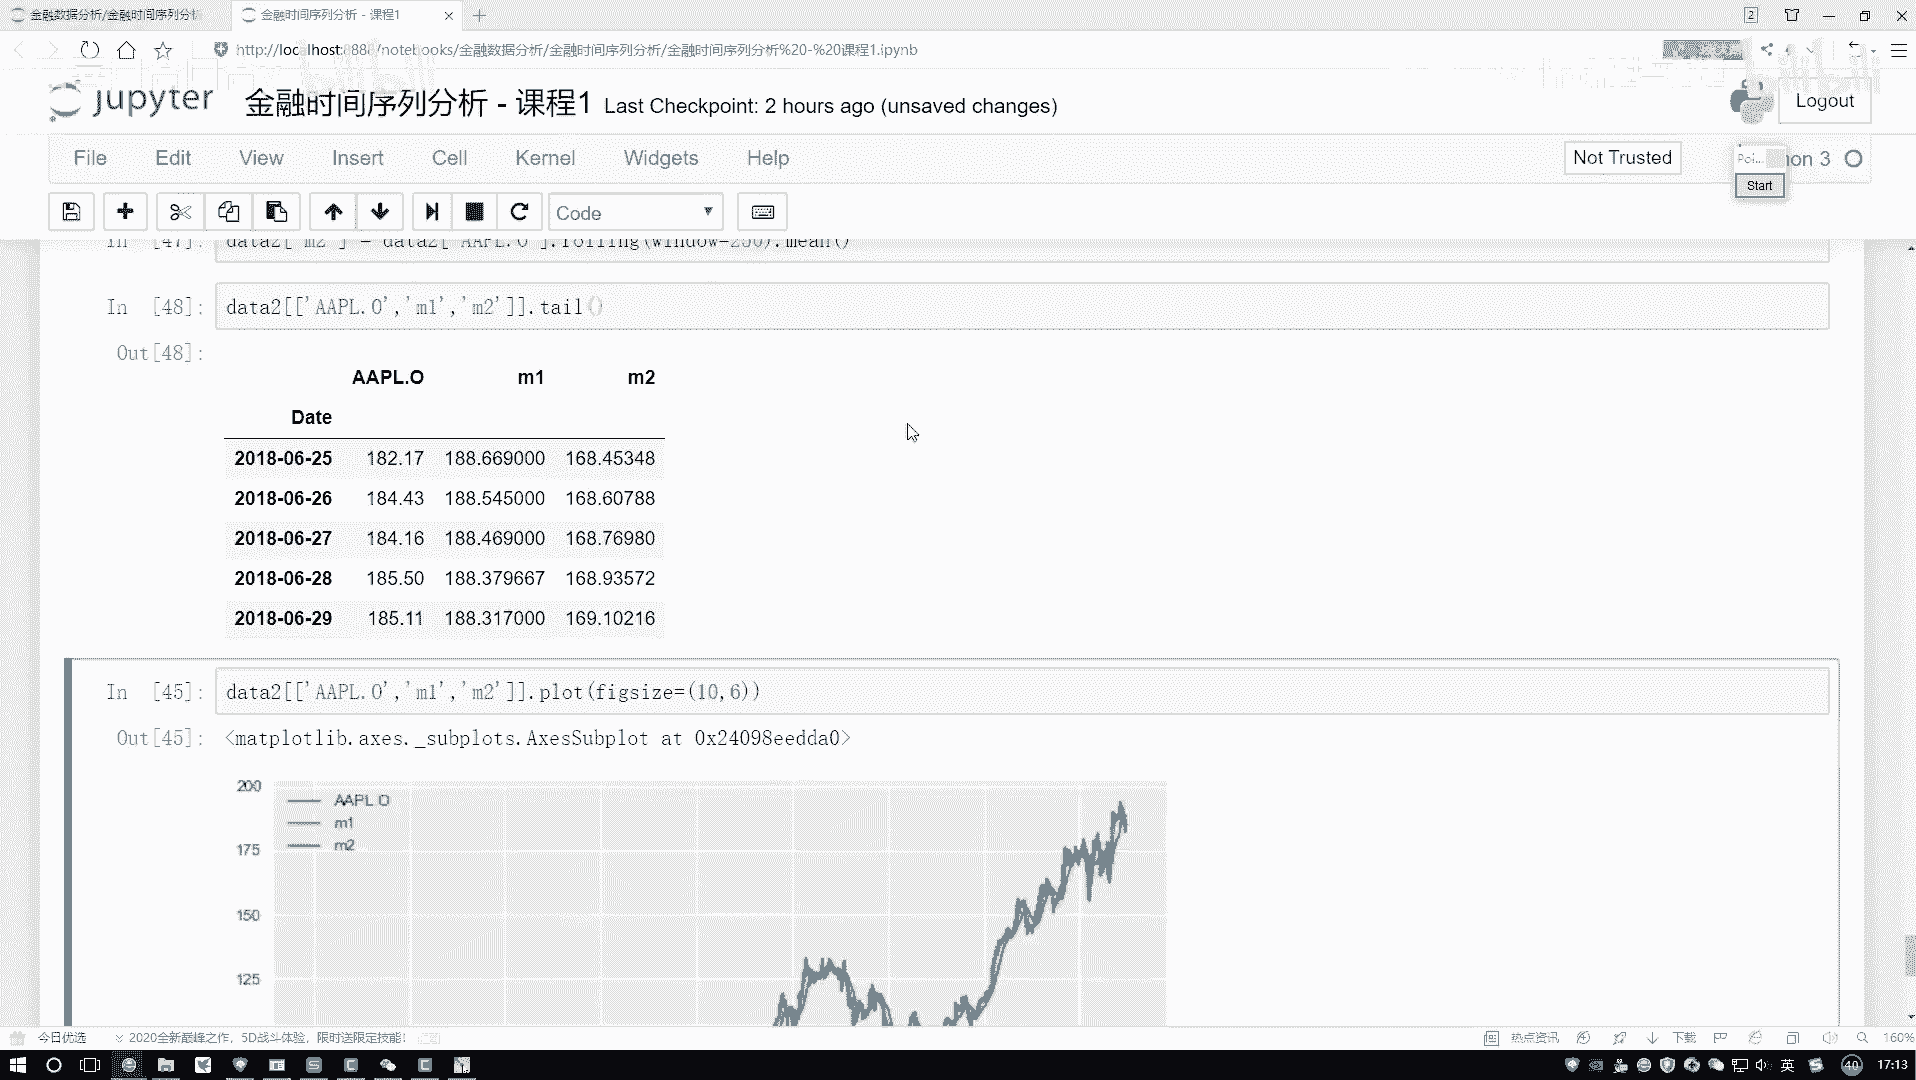 金融数据分析/金融时间序列分析
金融时间序列分析 - 课程1
2
http://localhost:8888/notebooks/金融数据分析/金融时间序列分析/金融时间序列分析%20-%20课程1.ipynb
jupyter
金融时间序列分析 - 课程1 Last Checkpoint: 2 hours ago (unsaved changes)
Logout
File Edit View Insert Cell Kernel Widgets Help
Not Trusted
Poi... hon 3
Start
Code
In [47]: data2['m2'] = data2['AAPL.O'].rolling(window=250).mean()
In [48]: data2[['AAPL.O','m1','m2']].tail()
Out[48]:
AAPL.O m1 m2
Date
2018-06-25 182.17 188.669000 168.45348
2018-06-26 184.43 188.545000 168.60788
2018-06-27 184.16 188.469000 168.76980
2018-06-28 185.50 188.379667 168.93572
2018-06-29 185.11 188.317000 169.10216
In [45]: data2[['AAPL.O','m1','m2']].plot(figsize=(10,6))
Out[45]: <matplotlib.axes._subplots.AxesSubplot at 0x24098eedda0>
200
AAPL.O
m1
m2
175
150
125
今日优选
2020全新巅峰之作，5D战斗体验，限时送限定技能！
热点资讯
下载
160%
英
40
17:13